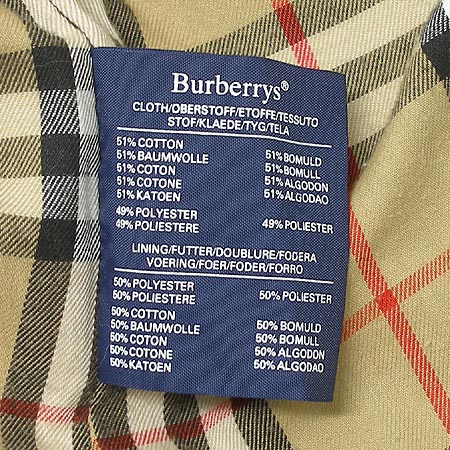 Burberrys®
CLOTH/OBERSTOFF/ETOFFE/TESSUTO
STOF/KLAEDE/TYG/TELA
51% COTTON
51% BAUMWOLLE 51% BOMULD
51% COTON 51% BOMULL
51% COTONE 51% ALGODON
51% KATOEN 51% ALGODAO
49% POLYESTER
49% POLIESTERE 49% POLIESTER
LINING/FUTTER/DOUBLURE/FODERA
VOERING/FOER/FODER/FORRO
50% POLYESTER
50% POLIESTERE 50% POLIESTER
50% COTTON
50% BAUMWOLLE 50% BOMULD
50% COTON 50% BOMULL
50% COTONE 50% ALGODON
50% KATOEN 50% ALGODAO